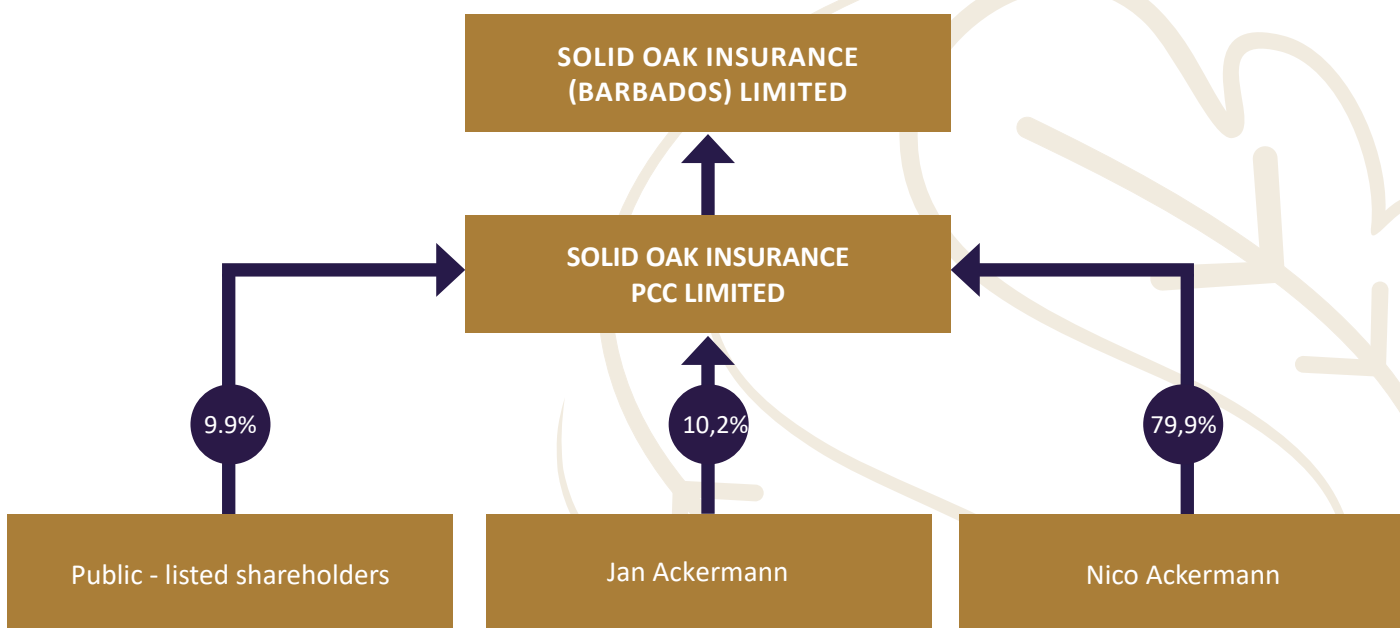 SOLID OAK INSURANCE
(BARBADOS) LIMITED
SOLID OAK INSURANCE
PCC LIMITED
9.9%
10,2%
79,9%
Public - listed shareholders
Jan Ackermann
Nico Ackermann